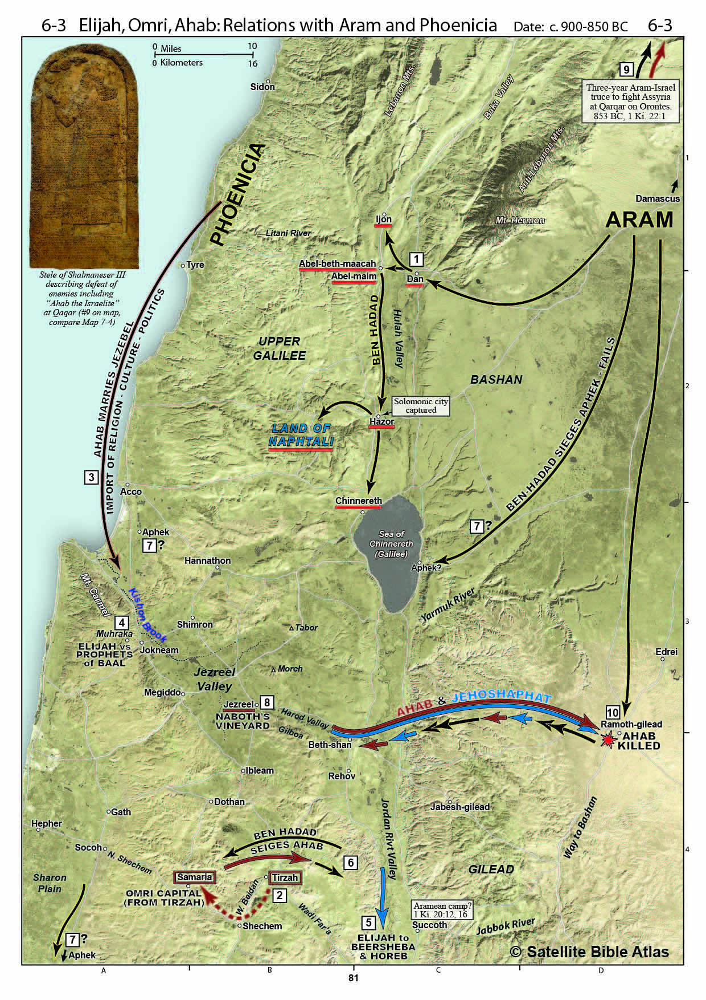 6-3 Elijah, Omri, Ahab: Relations with Aram and Phoenicia Date: c. 900-850 BC 6-3
0 Miles 10
0 Kilometers 16
Sidon
Lebanon Mts.
Baka Valley
9
Three-year Aram-Israel
truce to fight Assyria
at Qarqar on Orontes.
853 BC, 1 Ki. 22:1
Anti-Lebanon Mts.
1
PHOENICIA
Damascus
Ijon
Mt. Hermon
ARAM
Litani River
Tyre
Abel-beth-maacah
1
Abel-maim
Dan
Stele of Shalmaneser III
describing defeat of
enemies including
“Ahab the Israelite”
at Qaqar (#9 on map,
compare Map 7-4)
AHAB MARRIES JEZEBEL
IMPORT OF RELIGION - CULTURE - POLITICS
3
BEN HADAD
Hulah Valley
UPPER
GALILEE
BASHAN
BEN-HADAD SIEGES APHEK - FAILS
2
Solomonic city
captured
Hazor
LAND OF
NAPHTALI
Acco
Chinnereth
Aphek
7 ?
7 ?
Sea of
Chinnereth
(Galilee)
Hannathon
Aphek?
Mt. Carmel
Kishon Brook
Yarmuk River
4
Shimron
3
Muhraka
Tabor
ELIJAH vs
PROPHETS
of BAAL
Jokneam
Edrei
Jezreel
Valley
Moreh
Megiddo
Jezreel
8
NABOTH'S
VINEYARD
Harod Valley
Gilboa
AHAB & JEHOSHAPHAT
10
Ramoth-gilead
AHAB
KILLED
Beth-shan
Ibleam
Rehov
Dothan
Jabesh-gilead
Gath
Jordan Rivt Valley
Way to Bashan
Hepher
BEN HADAD
SEIGES AHAB
Socoh
N. Shechem
4
6
GILEAD
Sharon
Plain
Samaria
Tirzah
OMRI CAPITAL
(FROM TIRZAH)
W. Beidan
2
Wadi Far'a
Aramean camp?
1 Ki. 20:12, 16
Shechem
5
Succoth
Jabbok River
7 ?
Aphek
ELIJAH to
BEERSHEBA
& HOREB
© Satellite Bible Atlas
A B C D
81